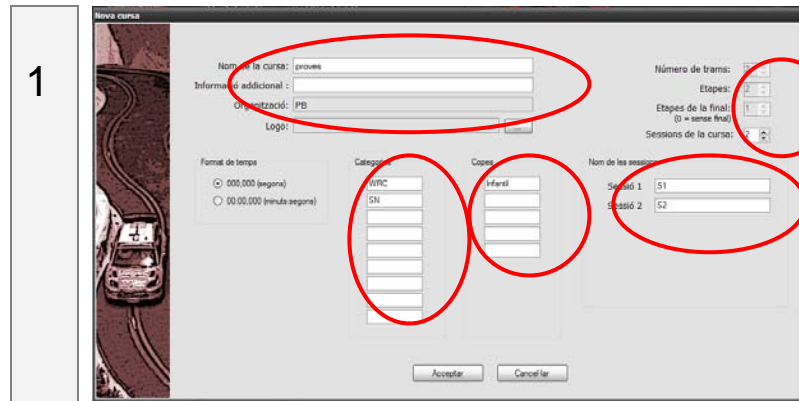 1
Nova cursa
Nom de la cursa: proves
Informació addicional :
Organització: PB
Logo:
...
Número de trams:
Etapes: 2
Etapes de la final: 1
(0 = sense final)
Sessions de la cursa: 2
Format de temps
000,000 (segons)
00:00,000 (minuts:segons)
Categories
WRC
SN
Copes
Infantil
Nom de les sessions
Sessió 1 S1
Sessió 2 S2
Acceptar
Cancel·lar